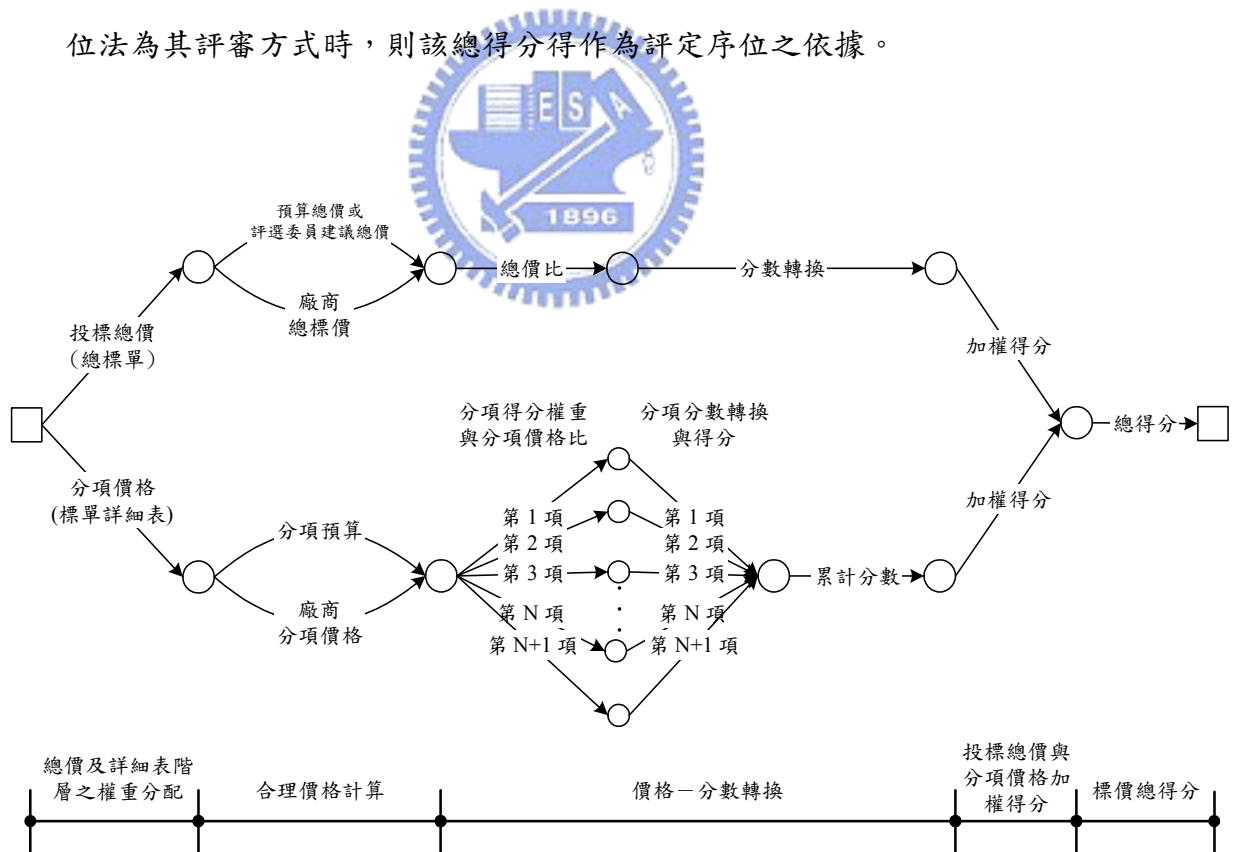 位法為其評審方式時，則該總得分得作為評定序位之依據。
ES
A
1896
預算總價或
評選委員建議總價
總價比
分數轉換
廠商
總標價
投標總價
（總標單）
加權得分
分項得分權重
與分項價格比
分項分數轉換
與得分
總得分
分項價格
(標單詳細表)
加權得分
分項預算
第 1 項
第 1 項
第 2 項
第 2 項
第 3 項
第 3 項
累計分數
廠商
分項價格
第 N 項
第 N 項
第 N+1 項
第 N+1 項
總價及詳細表階
層之權重分配
合理價格計算
價格－分數轉換
投標總價與
分項價格加
權得分
標價總得分